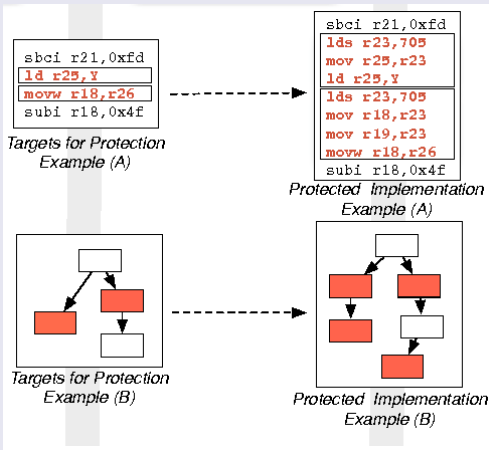 sbci r21,0xfd
ld r25,Y
movw r18,r26
subi r18,0x4f
Targets for Protection
Example (A)
sbci r21,0xfd
lds r23,705
mov r25,r23
ld r25,Y
lds r23,705
mov r18,r23
mov r19,r23
movw r18,r26
subi r18,0x4f
Protected Implementation
Example (A)
Targets for Protection
Example (B)
Protected Implementation
Example (B)